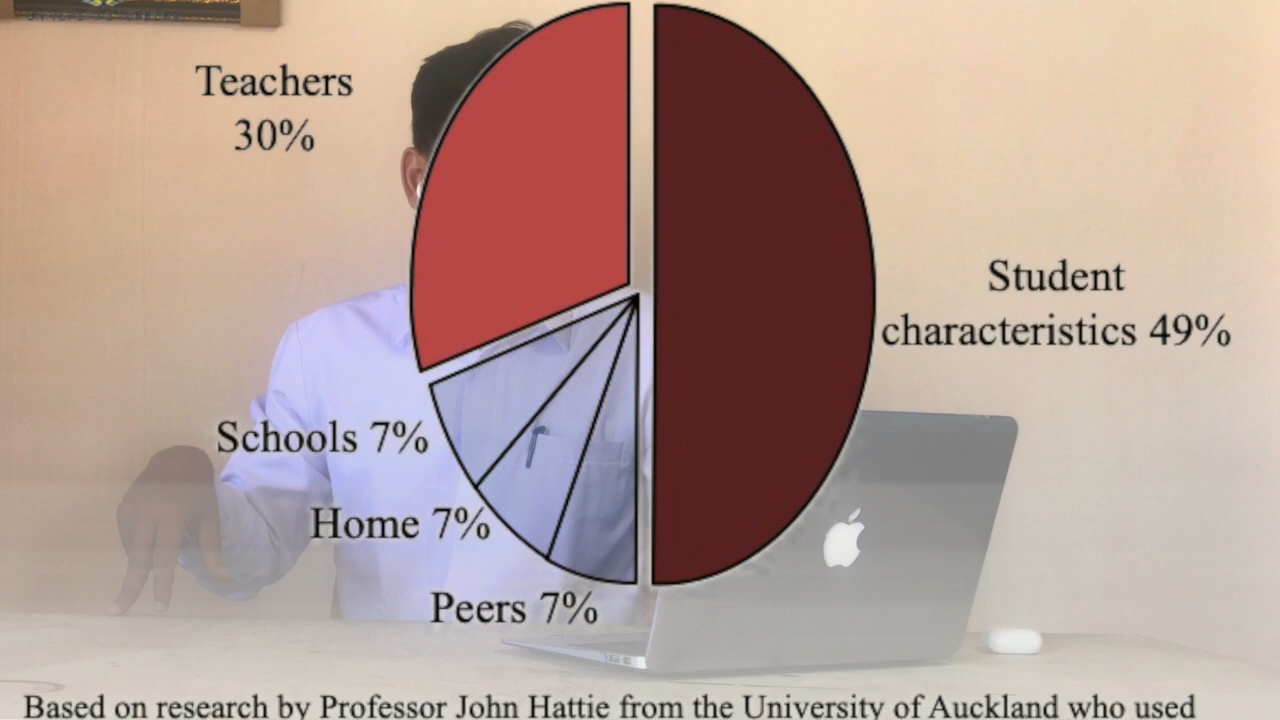 Teachers
30%
Student
characteristics 49%
Schools 7%
Home 7%
Peers 7%
Based on research by Professor John Hattie from the University of Auckland who used